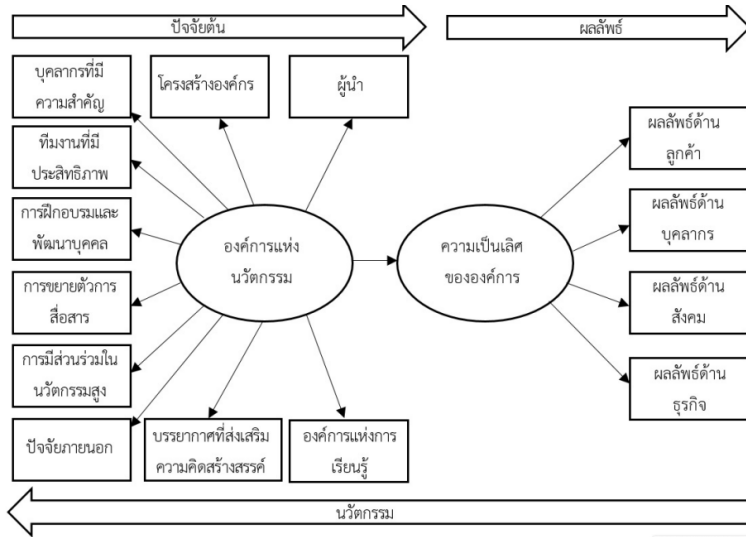 ปัจจัยต้น
ผลลัพธ์
บุคลากรที่มี
ความสำคัญ
โครงสร้างองค์กร
ผู้นำ
ทีมงานที่มี
ประสิทธิภาพ
การฝึกอบรมและ
พัฒนาบุคคล
การขยายตัวการ
สื่อสาร
การมีส่วนร่วมใน
นวัตกรรมสูง
ปัจจัยภายนอก
บรรยากาศที่ส่งเสริม
ความคิดสร้างสรรค์
องค์การแห่งการ
เรียนรู้
องค์การแห่ง
นวัตกรรม
ความเป็นเลิศ
ขององค์การ
ผลลัพธ์ด้าน
ลูกค้า
ผลลัพธ์ด้าน
บุคลากร
ผลลัพธ์ด้าน
สังคม
ผลลัพธ์ด้าน
ธุรกิจ
นวัตกรรม